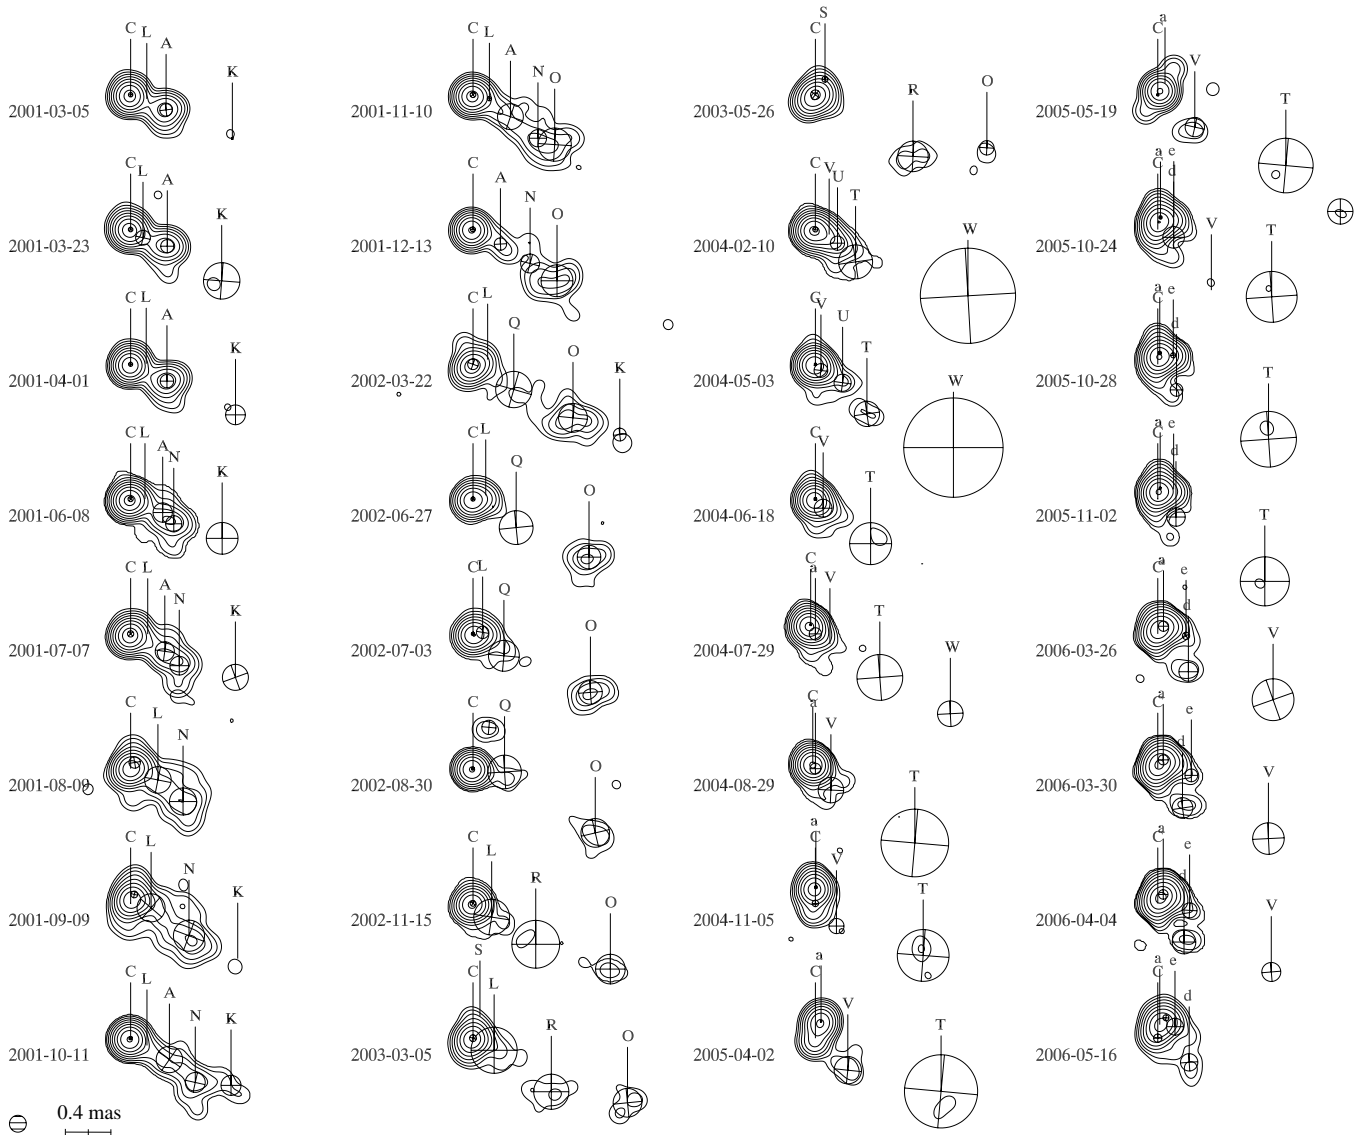 C L A K
2001-03-05
C L A K
2001-03-23
C L A K
2001-04-01
C L A N K
2001-06-08
C L A N K
2001-07-07
C L N
2001-08-09
C L N K
2001-09-09
C L A N K
2001-10-11
0.4 mas
C L A N O
2001-11-10
C A N O
2001-12-13
C L Q O K
2002-03-22
C L Q O
2002-06-27
C L Q O
2002-07-03
C Q O
2002-08-30
C L R O
2002-11-15
S C L R O
2003-03-05
S C R O
2003-05-26
C V U T W
2004-02-10
C V U T W
2004-05-03
C V T
2004-06-18
C a V T W
2004-07-29
C a V T
2004-08-29
a C V T
2004-11-05
a C V T
2005-04-02
a C V T
2005-05-19
a C e d V T
2005-10-24
a C e d T
2005-10-28
a C e d T
2005-11-02
a C e d V
2006-03-26
a C e d V
2006-03-30
a C e d V
2006-04-04
a C e d
2006-05-16